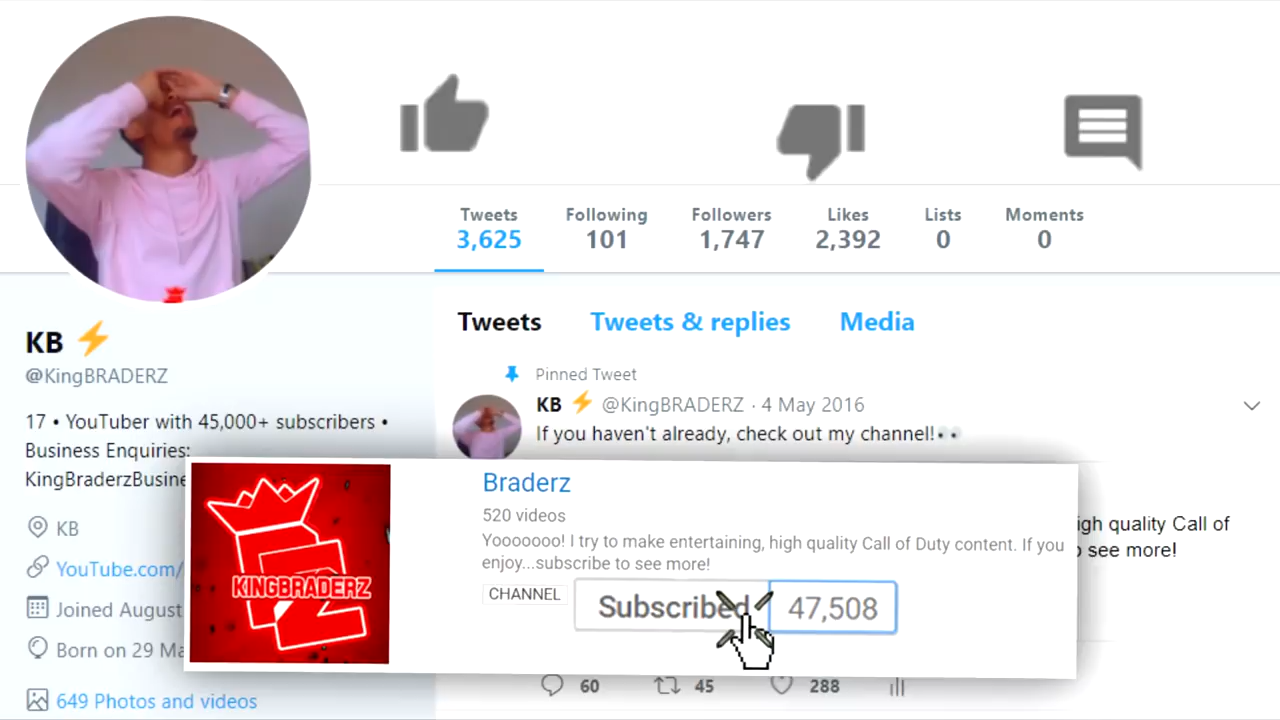 Tweets Following Followers Likes Lists Moments
3,625 101 1,747 2,392 0 0
KB⚡
@KingBRADERZ
17 • YouTuber with 45,000+ subscribers •
Business Enquiries:
KingBraderzBusine
KB
YouTube.com/
Joined August
Born on 29 Ma
649 Photos and videos
Tweets Tweets & replies Media
Pinned Tweet
KB ⚡ @KingBRADERZ · 4 May 2016
If you haven't already, check out my channel!👀
igh quality Call of
o see more!
KINGBRADERZ
Braderz
520 videos
Yooooooo! I try to make entertaining, high quality Call of Duty content. If you
enjoy...subscribe to see more!
CHANNEL
Subscribed 47,508
60 45 288